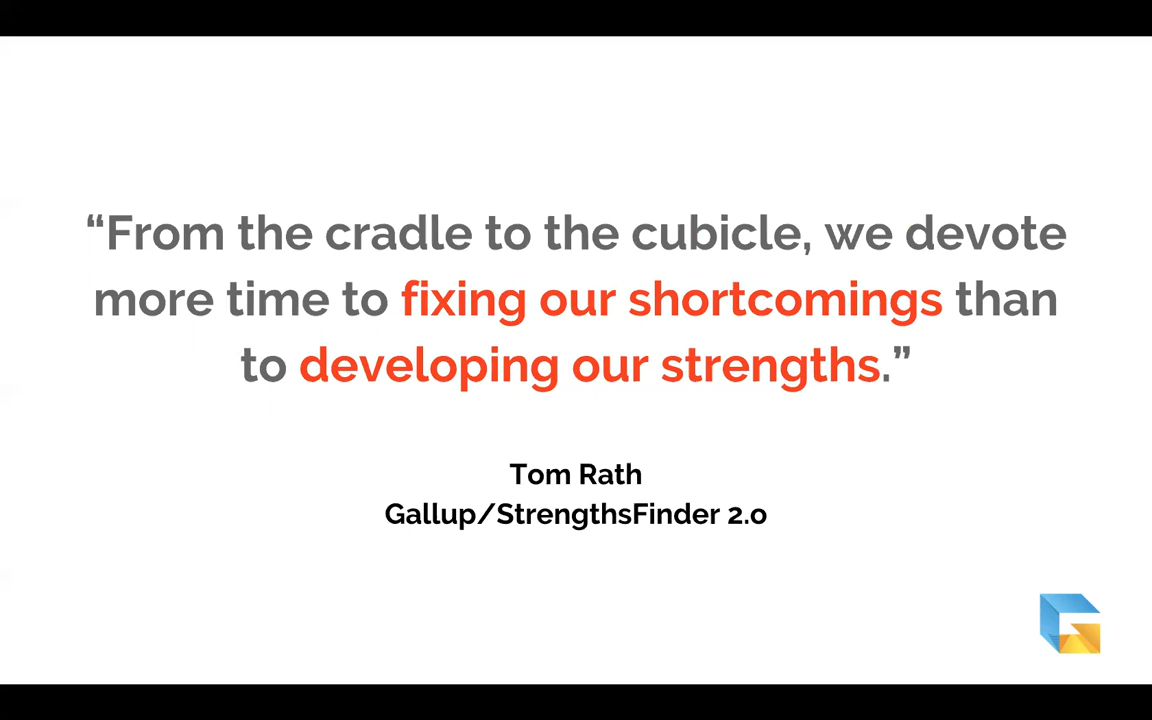 “From the cradle to the cubicle, we devote
more time to fixing our shortcomings than
to developing our strengths.”
Tom Rath
Gallup/StrengthsFinder 2.0